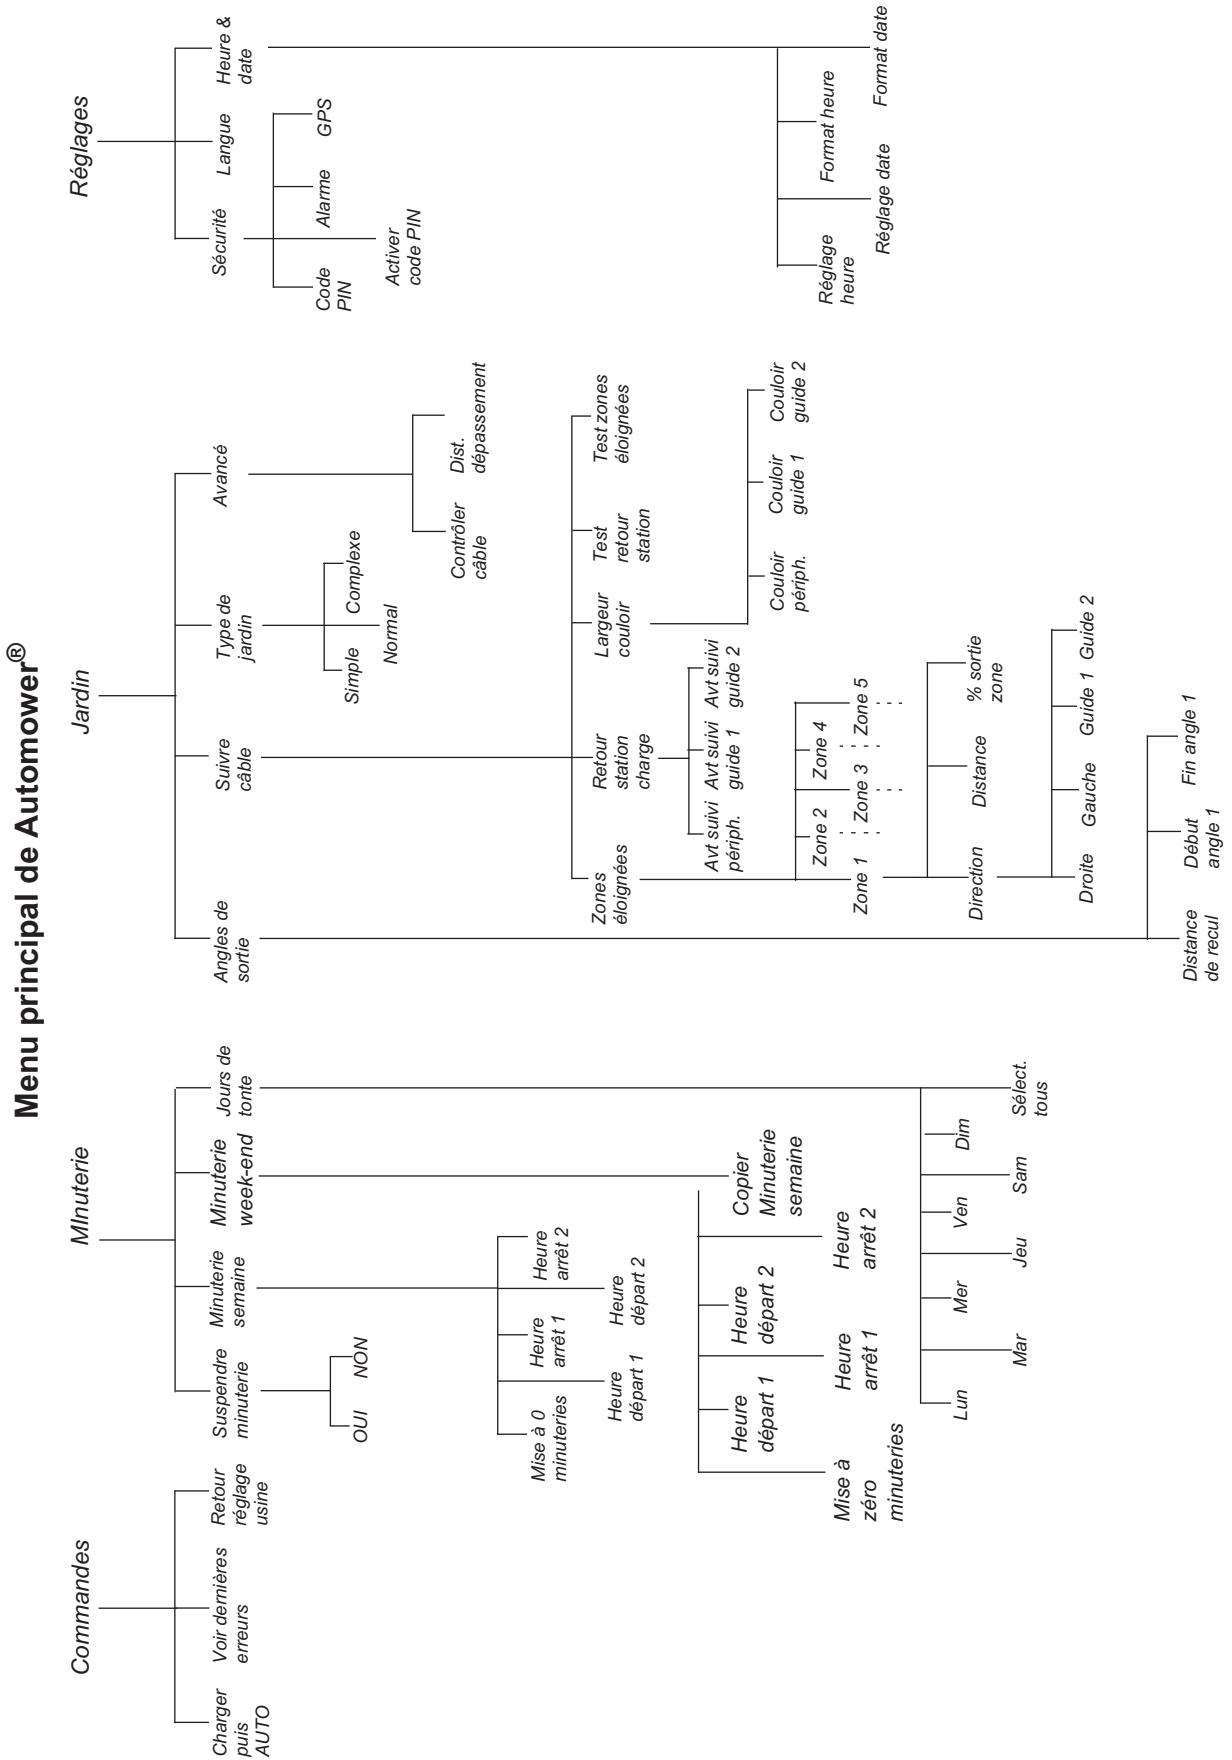 Menu principal de Automower®
Commandes
Charger
puis
AUTO
Voir dernières
erreurs
Retour
réglage
usine
MInuterie
Suspendre
minuterie
OUI
NON
Minuterie
semaine
Mise à 0
minuteries
Heure
départ 1
Heure
arrêt 1
Heure
départ 2
Heure
arrêt 2
Minuterie
week-end
Mise à
zéro
minuteries
Heure
départ 1
Heure
arrêt 1
Heure
départ 2
Heure
arrêt 2
Copier
Minuterie
semaine
Jours de
tonte
Lun
Mar
Mer
Jeu
Ven
Sam
Dim
Sélect.
tous
Jardin
Angles de
sortie
Distance
de recul
Début
angle 1
Fin angle 1
Suivre
câble
Zones
éloignées
Zone 1
Zone 2
Zone 3
Zone 4
Zone 5
Direction
Distance
% sortie
zone
Droite
Gauche
Guide 1
Guide 2
Retour
station
charge
Avt suivi
périph.
Avt suivi
guide 1
Avt suivi
guide 2
Largeur
couloir
Couloir
périph.
Couloir
guide 1
Couloir
guide 2
Test
retour
station
Test zones
éloignées
Type de
jardin
Simple
Normal
Complexe
Avancé
Contrôler
câble
Dist.
dépassement
Réglages
Sécurité
Code
PIN
Activer
code PIN
Alarme
GPS
Langue
Heure &
date
Réglage
heure
Réglage date
Format heure
Format date